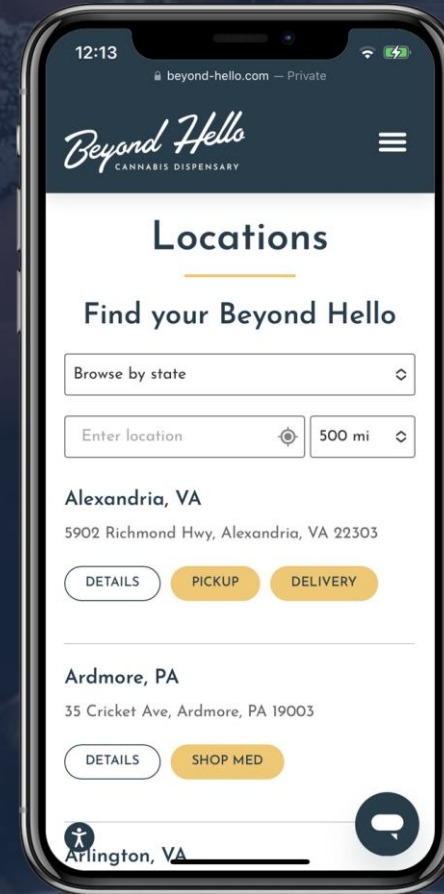 12:13
beyond-hello.com — Private
Beyond Hello
CANNABIS DISPENSARY
Locations
Find your Beyond Hello
Browse by state
Enter location 500 mi
Alexandria, VA
5902 Richmond Hwy, Alexandria, VA 22303
DETAILS PICKUP DELIVERY
Ardmore, PA
35 Cricket Ave, Ardmore, PA 19003
DETAILS SHOP MED
Arlington, VA